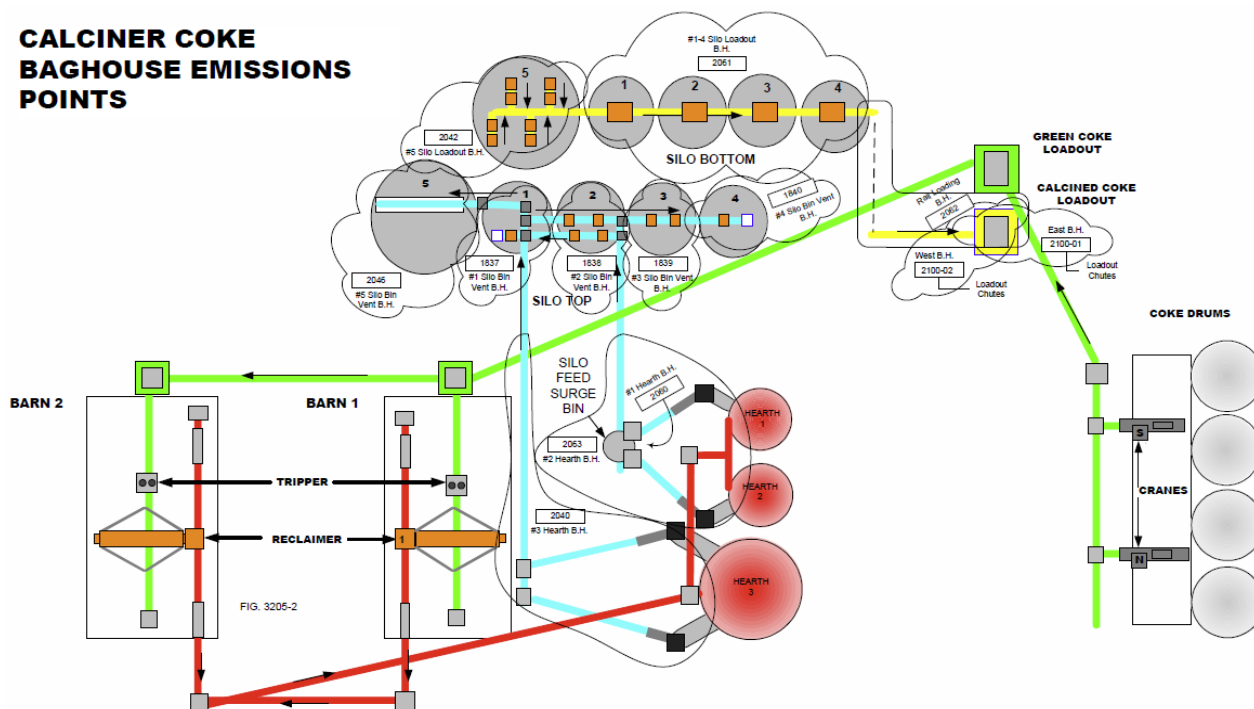 CALCINER COKE
BAGHOUSE EMISSIONS
POINTS
#1-4 Silo Loadout
B.H.
2061
5
1
2
3
4
2042
#5 Silo Loadout B.H.
SILO BOTTOM
GREEN COKE
LOADOUT
CALCINED COKE
LOADOUT
Rail Loading
B.H.
2062
East B.H.
2100-01
Loadout
Chutes
West B.H.
2100-02
Loadout
Chutes
5
1
2
3
4
1840
#4 Silo Bin Vent
B.H.
2046
#5 Silo Bin
Vent B.H.
1837
#1 Silo Bin
Vent B.H.
1838
#2 Silo Bin
Vent B.H.
1839
#3 Silo Bin Vent
B.H.
SILO TOP
COKE DRUMS
SILO
FEED
SURGE
BIN
#1 Hearth B.H.
2060
2063
#2 Hearth B.H.
HEARTH
1
HEARTH
2
BARN 2
BARN 1
TRIPPER
RECLAIMER
1
2040
#3 Hearth B.H.
HEARTH
3
S
CRANES
N
FIG. 3205-2